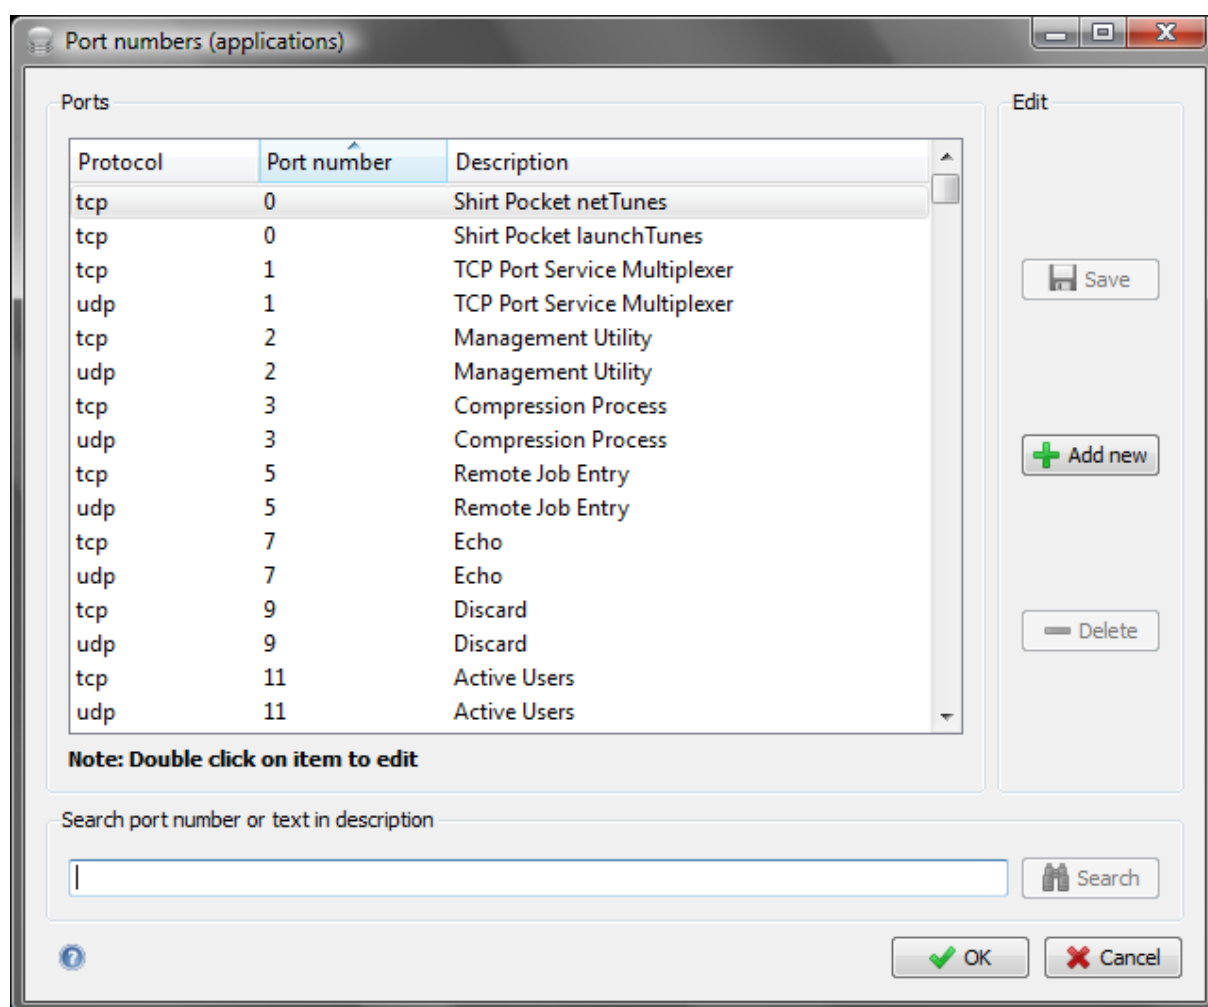 Port numbers (applications)
Ports
Edit
Protocol Port number Description
tcp 0 Shirt Pocket netTunes
tcp 0 Shirt Pocket launchTunes
tcp 1 TCP Port Service Multiplexer
udp 1 TCP Port Service Multiplexer
tcp 2 Management Utility
udp 2 Management Utility
tcp 3 Compression Process
udp 3 Compression Process
tcp 5 Remote Job Entry
udp 5 Remote Job Entry
tcp 7 Echo
udp 7 Echo
tcp 9 Discard
udp 9 Discard
tcp 11 Active Users
udp 11 Active Users
Note: Double click on item to edit
Save
Add new
Delete
Search port number or text in description
Search
OK
Cancel